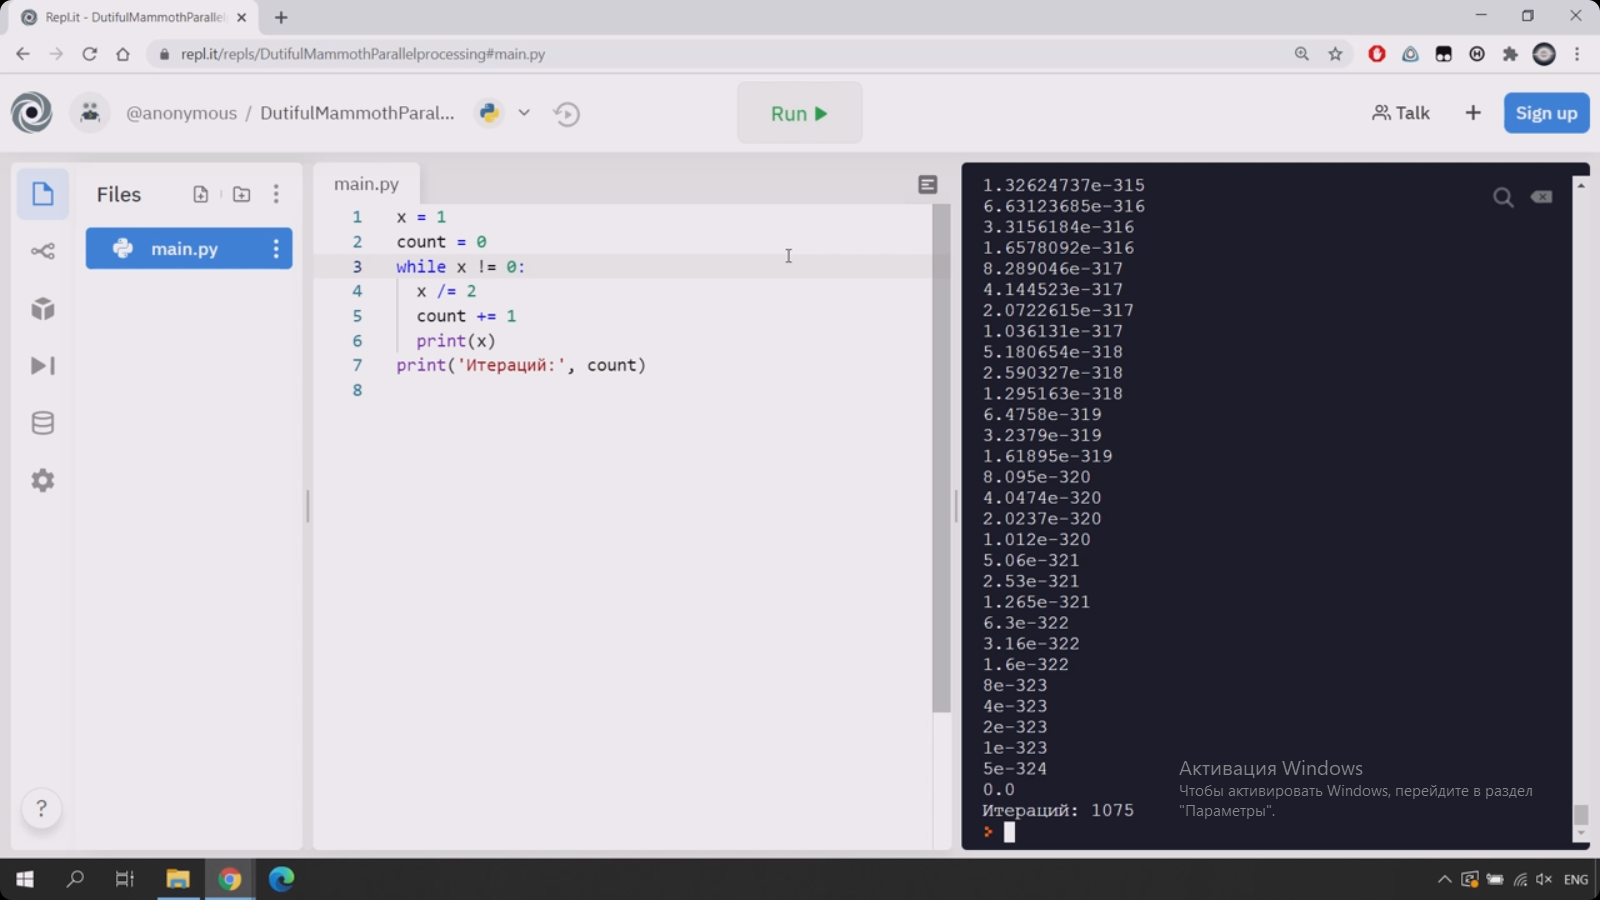 Repl.it - DutifulMammothParallel
repl.it/repls/DutifulMammothParallelprocessing#main.py
@anonymous / DutifulMammothParal...
Run
Talk
Sign up
Files
main.py
main.py
1 x = 1
2 count = 0
3 while x != 0:
4 x /= 2
5 count += 1
6 print(x)
7 print('Итераций:', count)
8
1.32624737e-315
6.63123685e-316
3.3156184e-316
1.6578092e-316
8.289046e-317
4.144523e-317
2.0722615e-317
1.036131e-317
5.180654e-318
2.590327e-318
1.295163e-318
6.4758e-319
3.2379e-319
1.61895e-319
8.095e-320
4.0474e-320
2.0237e-320
1.012e-320
5.06e-321
2.53e-321
1.265e-321
6.3e-322
3.16e-322
1.6e-322
8e-323
4e-323
2e-323
1e-323
5e-324
0.0
Итераций: 1075
Активация Windows
Чтобы активировать Windows, перейдите в раздел
"Параметры".
?
ENG